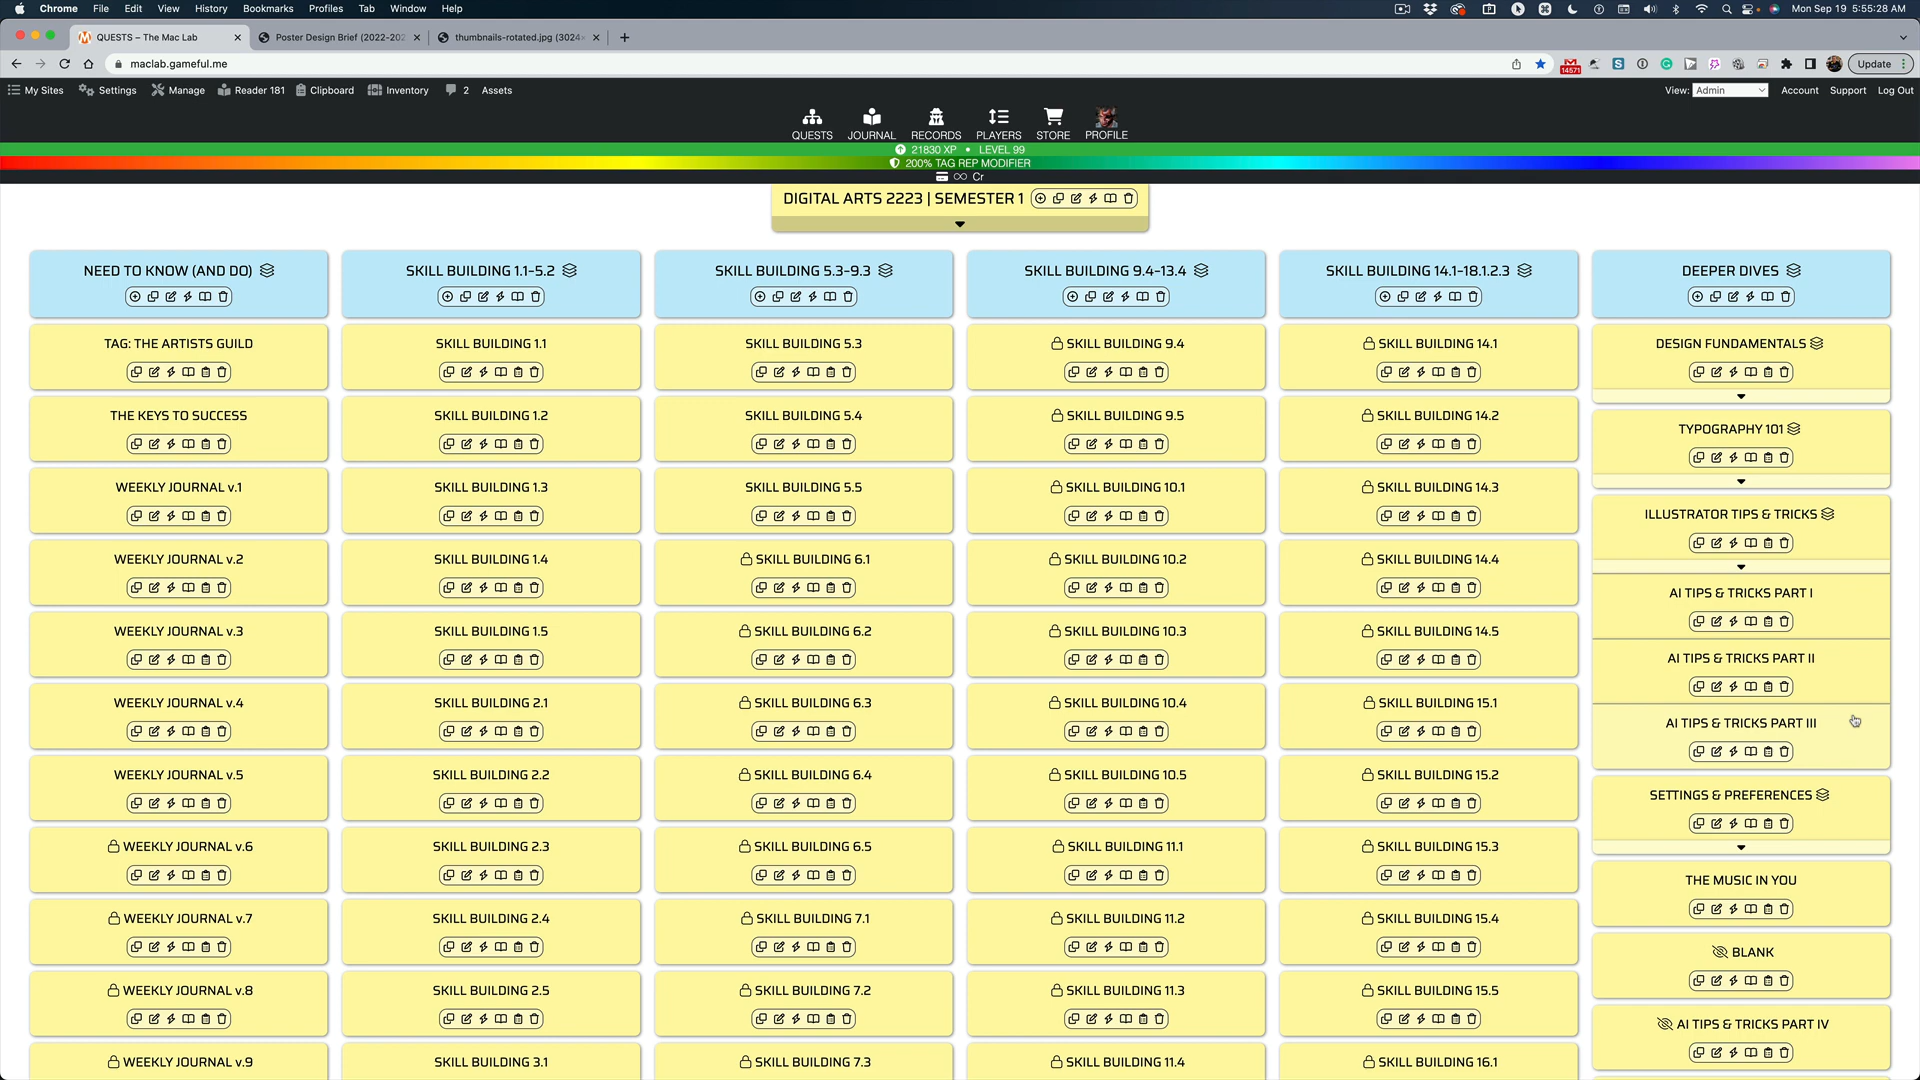 Chrome File Edit View History Bookmarks Profiles Tab Window Help Mon Sep 19 5:55:28 AM
QUESTS – The Mac Lab Poster Design Brief (2022-202 thumbnails-rotated.jpg (3024×
maclab.gameful.me 14571 Update
My Sites Settings Manage Reader 181 Clipboard Inventory 2 Assets View: Admin Account Support Log Out
QUESTS JOURNAL RECORDS PLAYERS STORE PROFILE
21830 XP • LEVEL 99
200% TAG REP MODIFIER
∞ Cr
DIGITAL ARTS 2223 | SEMESTER 1
NEED TO KNOW (AND DO)
TAG: THE ARTISTS GUILD
THE KEYS TO SUCCESS
WEEKLY JOURNAL v.1
WEEKLY JOURNAL v.2
WEEKLY JOURNAL v.3
WEEKLY JOURNAL v.4
WEEKLY JOURNAL v.5
WEEKLY JOURNAL v.6
WEEKLY JOURNAL v.7
WEEKLY JOURNAL v.8
WEEKLY JOURNAL v.9
SKILL BUILDING 1.1-5.2
SKILL BUILDING 1.1
SKILL BUILDING 1.2
SKILL BUILDING 1.3
SKILL BUILDING 1.4
SKILL BUILDING 1.5
SKILL BUILDING 2.1
SKILL BUILDING 2.2
SKILL BUILDING 2.3
SKILL BUILDING 2.4
SKILL BUILDING 2.5
SKILL BUILDING 3.1
SKILL BUILDING 5.3-9.3
SKILL BUILDING 5.3
SKILL BUILDING 5.4
SKILL BUILDING 5.5
SKILL BUILDING 6.1
SKILL BUILDING 6.2
SKILL BUILDING 6.3
SKILL BUILDING 6.4
SKILL BUILDING 6.5
SKILL BUILDING 7.1
SKILL BUILDING 7.2
SKILL BUILDING 7.3
SKILL BUILDING 9.4-13.4
SKILL BUILDING 9.4
SKILL BUILDING 9.5
SKILL BUILDING 10.1
SKILL BUILDING 10.2
SKILL BUILDING 10.3
SKILL BUILDING 10.4
SKILL BUILDING 10.5
SKILL BUILDING 11.1
SKILL BUILDING 11.2
SKILL BUILDING 11.3
SKILL BUILDING 11.4
SKILL BUILDING 14.1-18.1.2.3
SKILL BUILDING 14.1
SKILL BUILDING 14.2
SKILL BUILDING 14.3
SKILL BUILDING 14.4
SKILL BUILDING 14.5
SKILL BUILDING 15.1
SKILL BUILDING 15.2
SKILL BUILDING 15.3
SKILL BUILDING 15.4
SKILL BUILDING 15.5
SKILL BUILDING 16.1
DEEPER DIVES
DESIGN FUNDAMENTALS
TYPOGRAPHY 101
ILLUSTRATOR TIPS & TRICKS
AI TIPS & TRICKS PART I
AI TIPS & TRICKS PART II
AI TIPS & TRICKS PART III
SETTINGS & PREFERENCES
THE MUSIC IN YOU
BLANK
AI TIPS & TRICKS PART IV